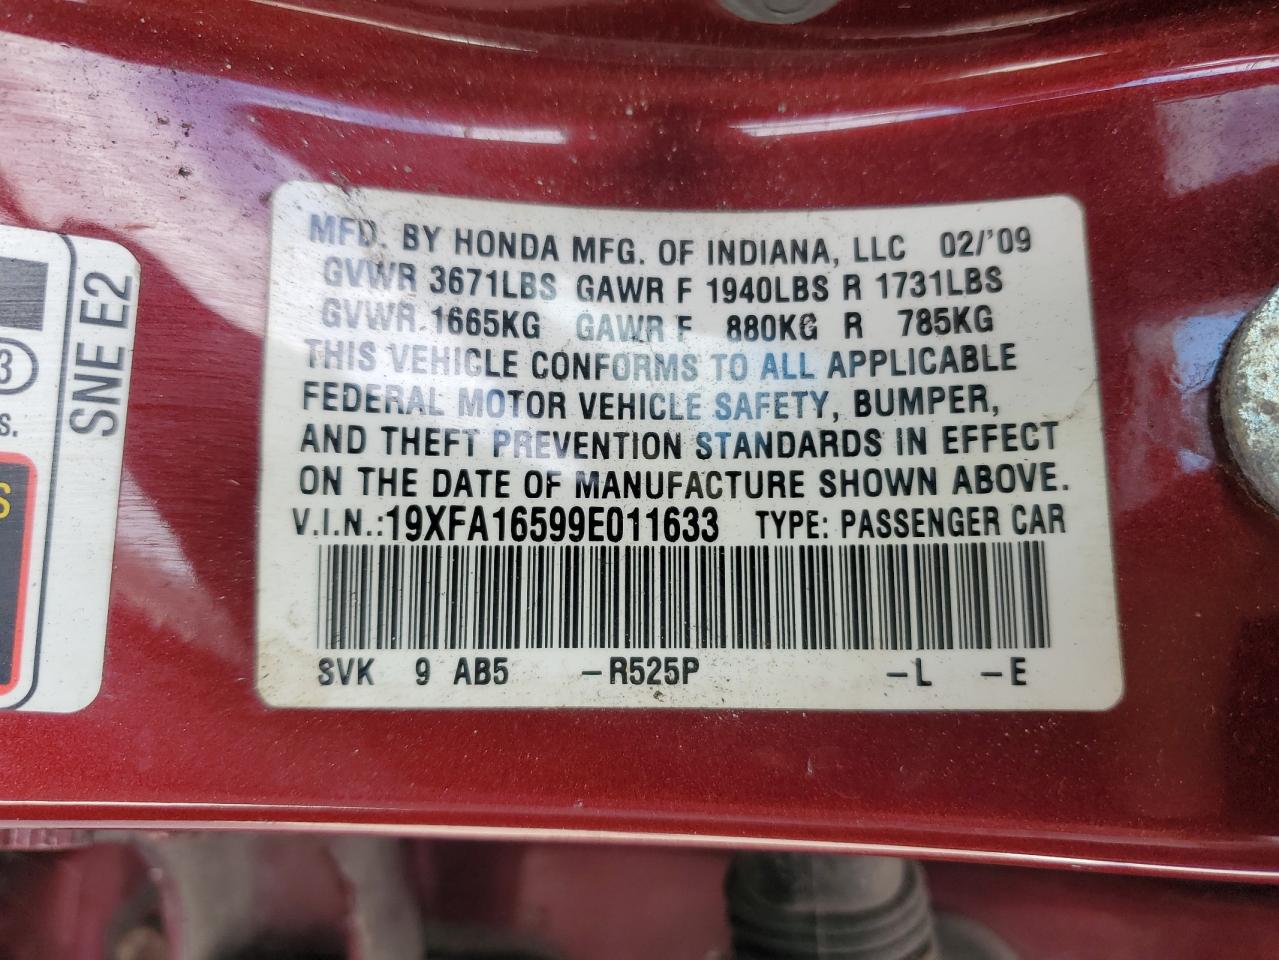 MFD. BY HONDA MFG. OF INDIANA, LLC 02/'09
GVWR 3671LBS GAWR F 1940LBS R 1731LBS
GVWR 1665KG GAWR F 880KG R 785KG
THIS VEHICLE CONFORMS TO ALL APPLICABLE
FEDERAL MOTOR VEHICLE SAFETY, BUMPER,
AND THEFT PREVENTION STANDARDS IN EFFECT
ON THE DATE OF MANUFACTURE SHOWN ABOVE.
V.I.N.:19XFA16599E011633 TYPE: PASSENGER CAR
SVK 9 AB5 -R525P -L -E
SNE E2
3
S.
S